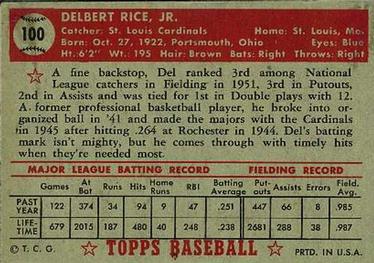 100
DELBERT RICE, JR.
Catcher: St. Louis Cardinals Home: St. Louis, Mo.
Born: Oct. 27, 1922, Portsmouth, Ohio Eyes: Blue
Ht.: 6'2" Wt.: 195 Hair: Brown Bats: Right Throws: Right
A fine backstop, Del ranked 3rd among National
League catchers in Fielding in 1951, 3rd in Putouts,
2nd in Assists and was tied for 1st in Double plays with 12.
A former professional basketball player, he broke into or-
ganized ball in '41 and made the majors with the Cardinals
in 1945 after hitting .264 at Rochester in 1944. Del's batting
mark isn't mighty, but he comes through with timely hits
when they're needed most.
MAJOR LEAGUE BATTING RECORD FIELDING RECORD
Games At Bat Runs Hits Home Runs RBI Batting Average Put-outs Assists Errors Field. Avg.
PAST YEAR 122 374 34 94 9 47 .251 447 66 8 .985
LIFE 679 2015 187 480 40 248 .238 2681 288 38 .987
© T. C. G. TOPPS BASEBALL PRTD. IN U.S.A.